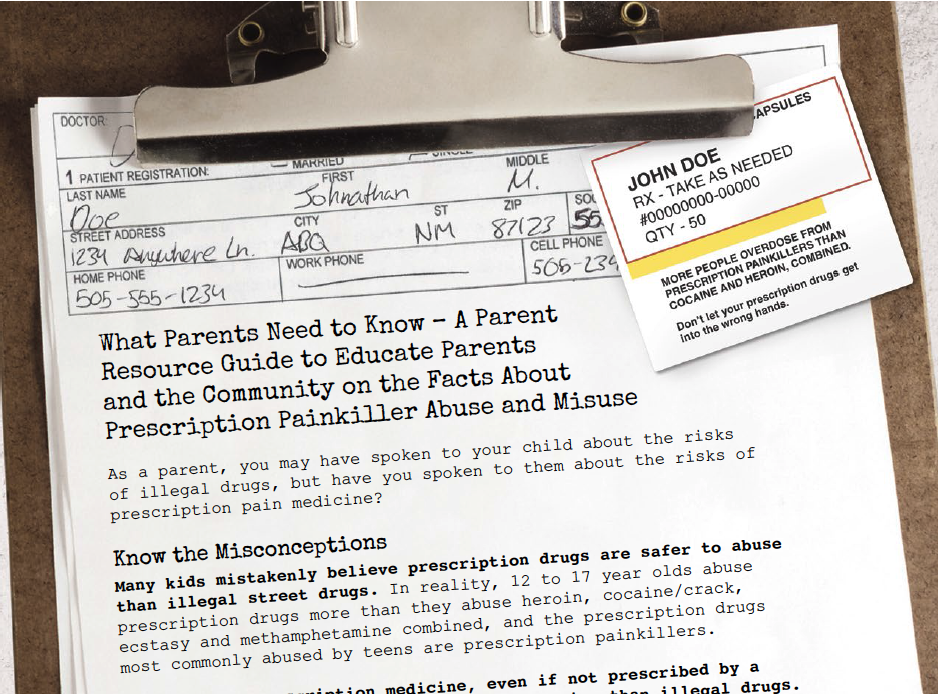 DOCTOR:
1 PATIENT REGISTRATION:
MARRIED
SINGLE
LAST NAME
FIRST
MIDDLE
Doe
Johnathan
M.
STREET ADDRESS
CITY
ST
ZIP
1234 Anywhere Ln.
ABQ
NM
87123
55
HOME PHONE
WORK PHONE
CELL PHONE
505-555-1234
505-234
APSULES
JOHN DOE
RX - TAKE AS NEEDED
#00000000-00000
QTY - 50
MORE PEOPLE OVERDOSE FROM
PRESCRIPTION PAINKILLERS THAN
COCAINE AND HEROIN, COMBINED.
Don't let your prescription drugs get
into the wrong hands.
What Parents Need to Know – A Parent
Resource Guide to Educate Parents
and the Community on the Facts About
Prescription Painkiller Abuse and Misuse
As a parent, you may have spoken to your child about the risks
of illegal drugs, but have you spoken to them about the risks of
prescription pain medicine?
Know the Misconceptions
Many kids mistakenly believe prescription drugs are safer to abuse
than illegal street drugs. In reality, 12 to 17 year olds abuse
prescription drugs more than they abuse heroin, cocaine/crack,
ecstasy and methamphetamine combined, and the prescription drugs
most commonly abused by teens are prescription painkillers.
ription medicine, even if not prescribed by a
than illegal drugs.